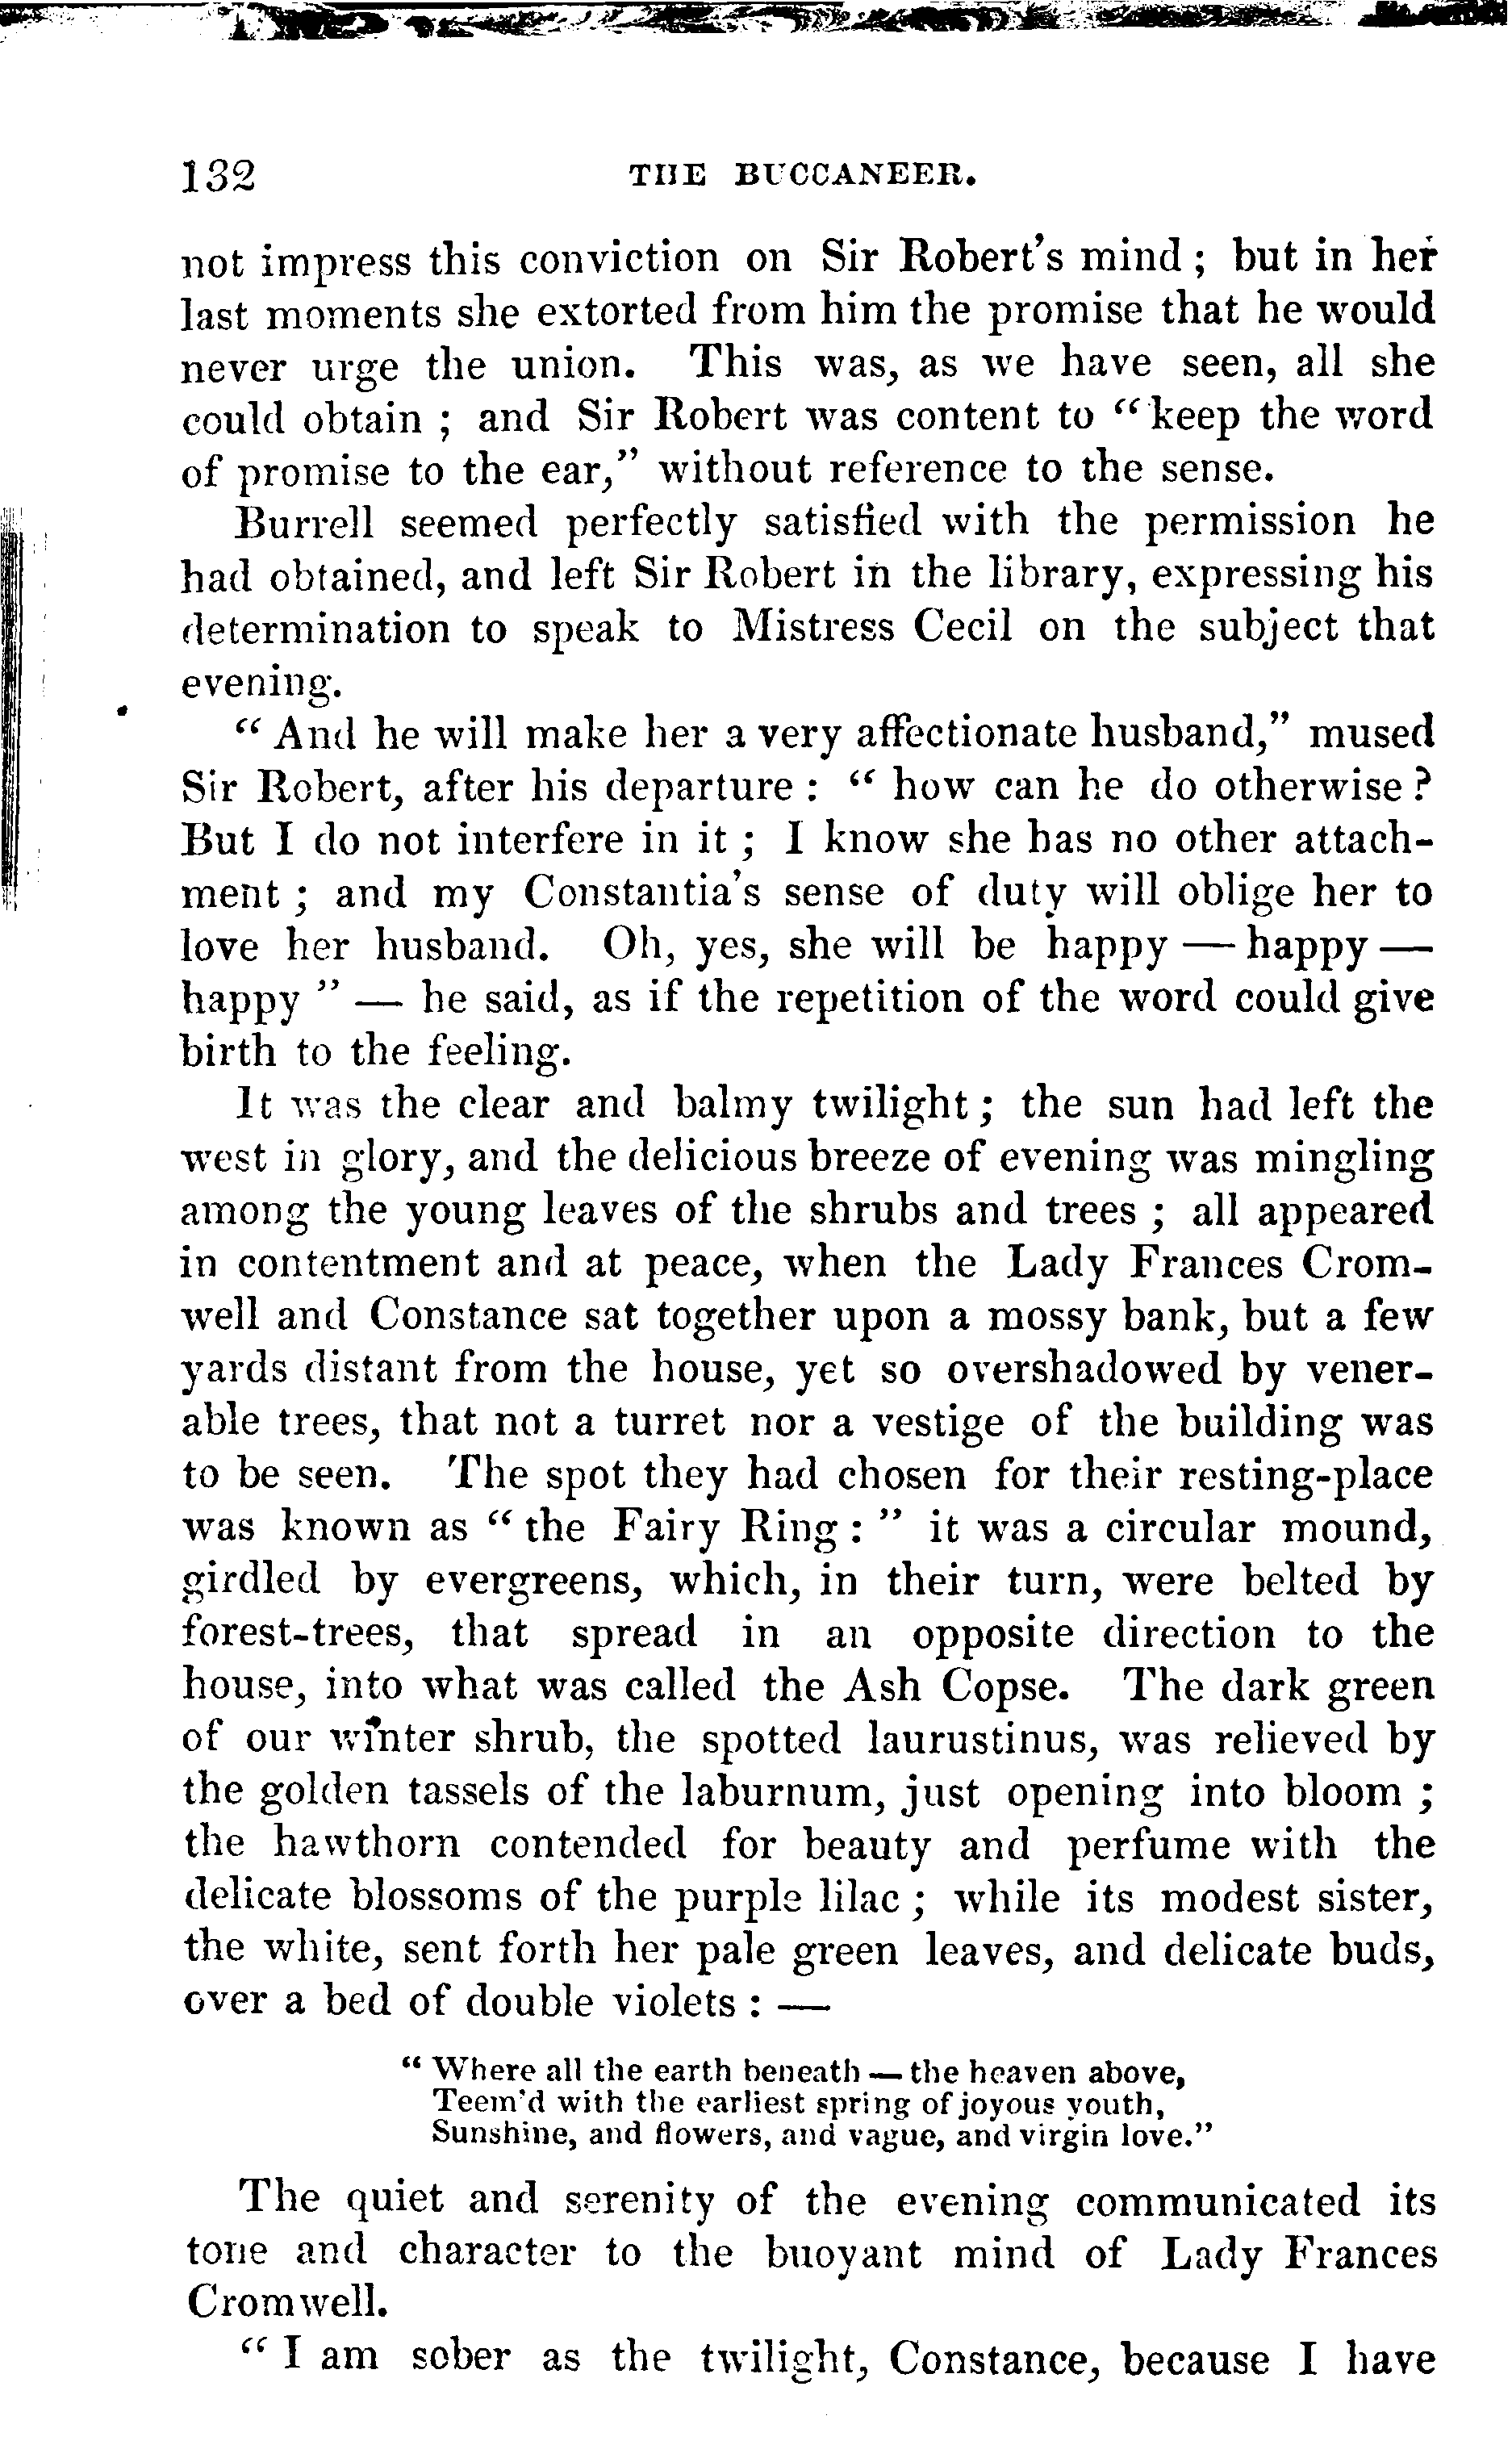 132 THE BUCCANEER.
not impress this conviction on Sir Robert's mind ; but in her
last moments she extorted from him the promise that he would
never urge the union. This was, as we have seen, all she
could obtain ; and Sir Robert was content to “ keep the word
of promise to the ear,” without reference to the sense.
Burrell seemed perfectly satisfied with the permission he
had obtained, and left Sir Robert in the library, expressing his
determination to speak to Mistress Cecil on the subject that
evening.
“ And he will make her a very affectionate husband,” mused
Sir Robert, after his departure : “ how can he do otherwise ?
But I do not interfere in it ; I know she has no other attach-
ment ; and my Constantia's sense of duty will oblige her to
love her husband. Oh, yes, she will be happy — happy —
happy ” — he said, as if the repetition of the word could give
birth to the feeling.
It was the clear and balmy twilight ; the sun had left the
west in glory, and the delicious breeze of evening was mingling
among the young leaves of the shrubs and trees ; all appeared
in contentment and at peace, when the Lady Frances Crom-
well and Constance sat together upon a mossy bank, but a few
yards distant from the house, yet so overshadowed by vener-
able trees, that not a turret nor a vestige of the building was
to be seen. The spot they had chosen for their resting-place
was known as “ the Fairy Ring : ” it was a circular mound,
girdled by evergreens, which, in their turn, were belted by
forest-trees, that spread in an opposite direction to the
house, into what was called the Ash Copse. The dark green
of our winter shrub, the spotted laurustinus, was relieved by
the golden tassels of the laburnum, just opening into bloom ;
the hawthorn contended for beauty and perfume with the
delicate blossoms of the purple lilac ; while its modest sister,
the white, sent forth her pale green leaves, and delicate buds,
over a bed of double violets : —
“ Where all the earth beneath — the heaven above,
Teem'd with the earliest spring of joyous youth,
Sunshine, and flowers, and vague, and virgin love.”
The quiet and serenity of the evening communicated its
tone and character to the buoyant mind of Lady Frances
Cromwell.
“ I am sober as the twilight, Constance, because I have